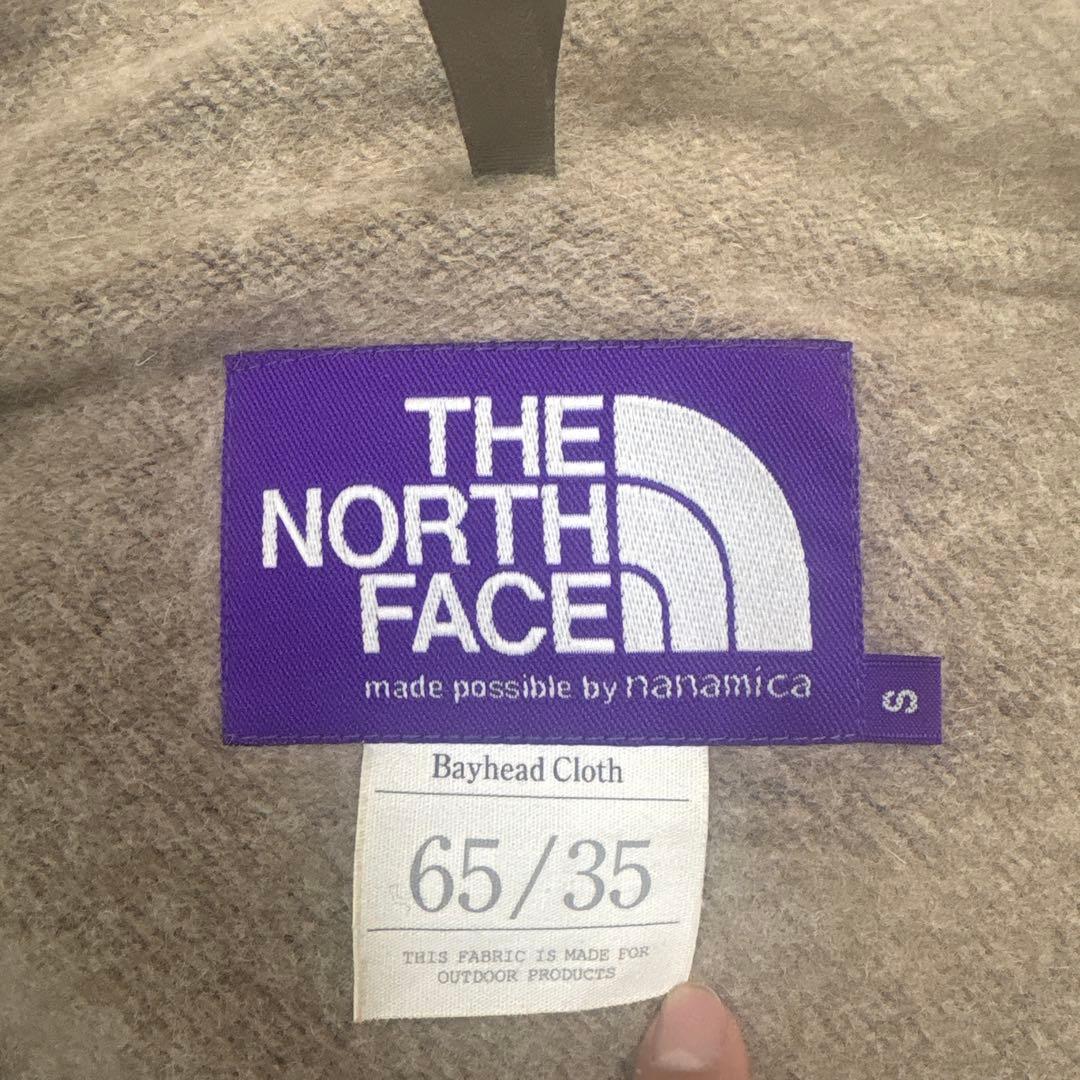 THE
NORTH
FACE
made possible by nanamica
S
Bayhead Cloth
65/35
THIS FABRIC IS MADE FOR
OUTDOOR PRODUCTS